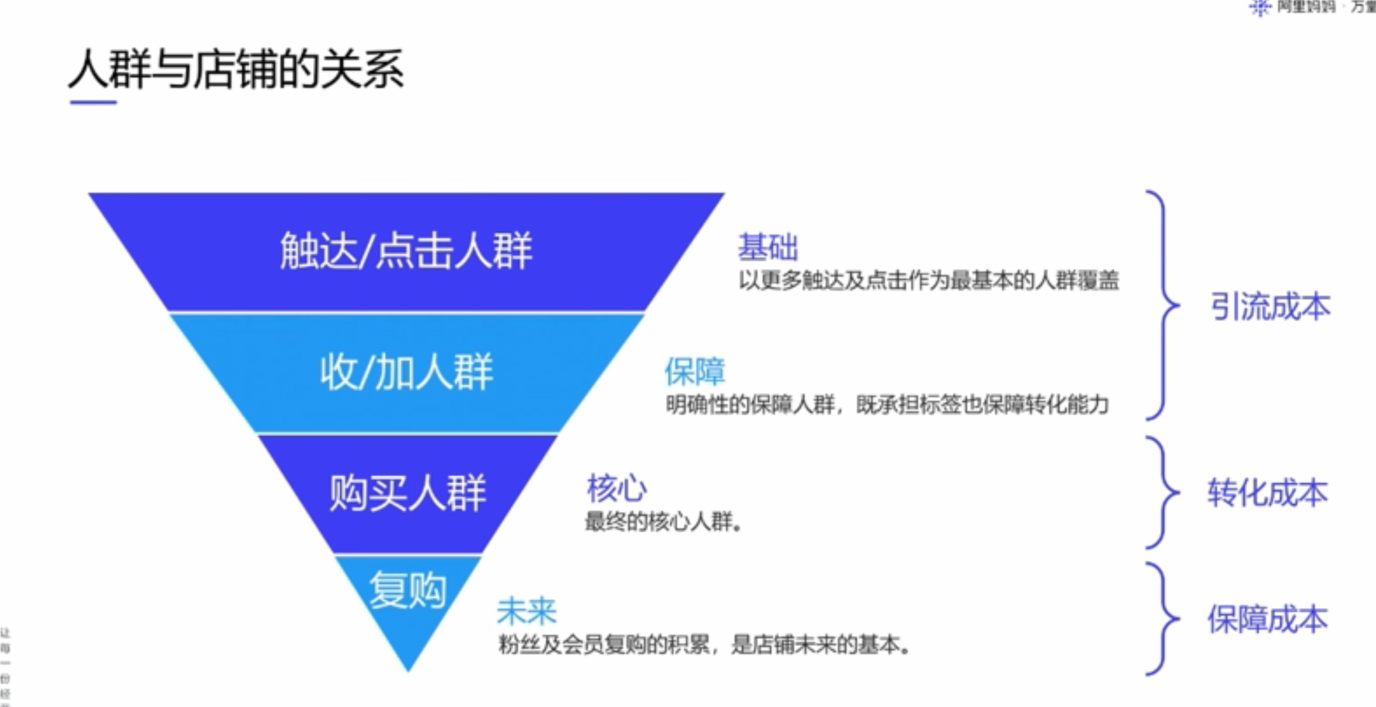 阿里妈妈·万
人群与店铺的关系
触达/点击人群
基础
以更多触达及点击作为最基本的人群覆盖
引流成本
收/加人群
保障
明确性的保障人群，既承担标签也保障转化能力
购买人群
核心
最终的核心人群。
转化成本
复购
未来
粉丝及会员复购的积累，是店铺未来的基本。
保障成本
让每一份经